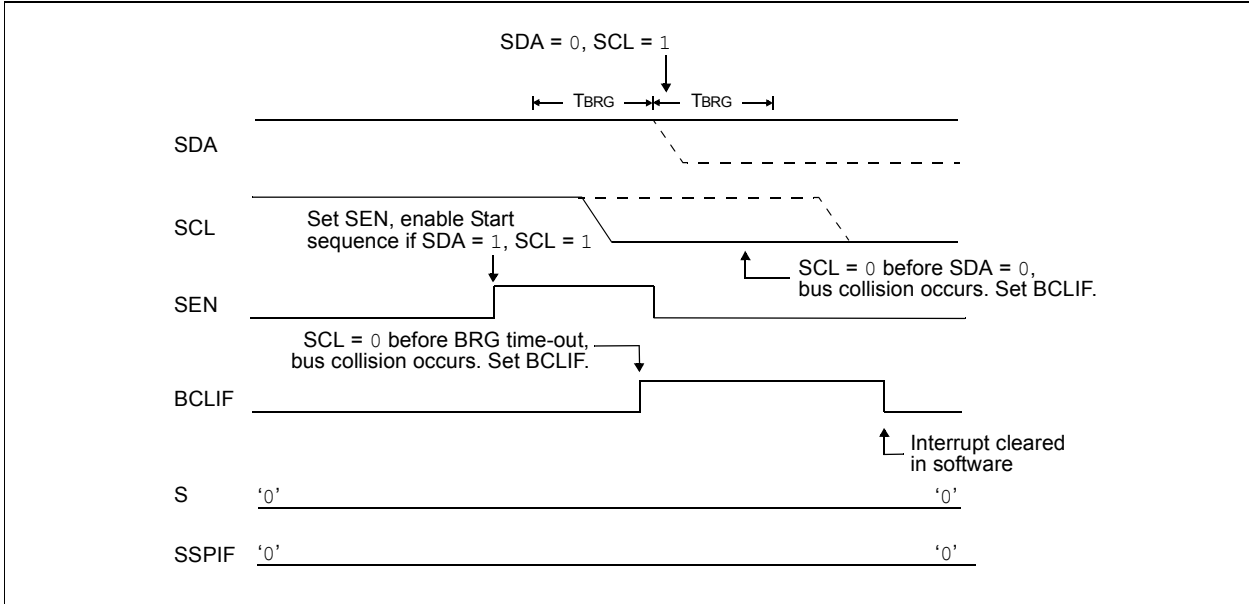 SDA = 0, SCL = 1
TBRG TBRG
SDA
SCL
Set SEN, enable Start
sequence if SDA = 1, SCL = 1
SCL = 0 before SDA = 0,
bus collision occurs. Set BCLIF.
SEN
SCL = 0 before BRG time-out,
bus collision occurs. Set BCLIF.
BCLIF
Interrupt cleared
in software
S ‘0’ ‘0’
SSPIF ‘0’ ‘0’